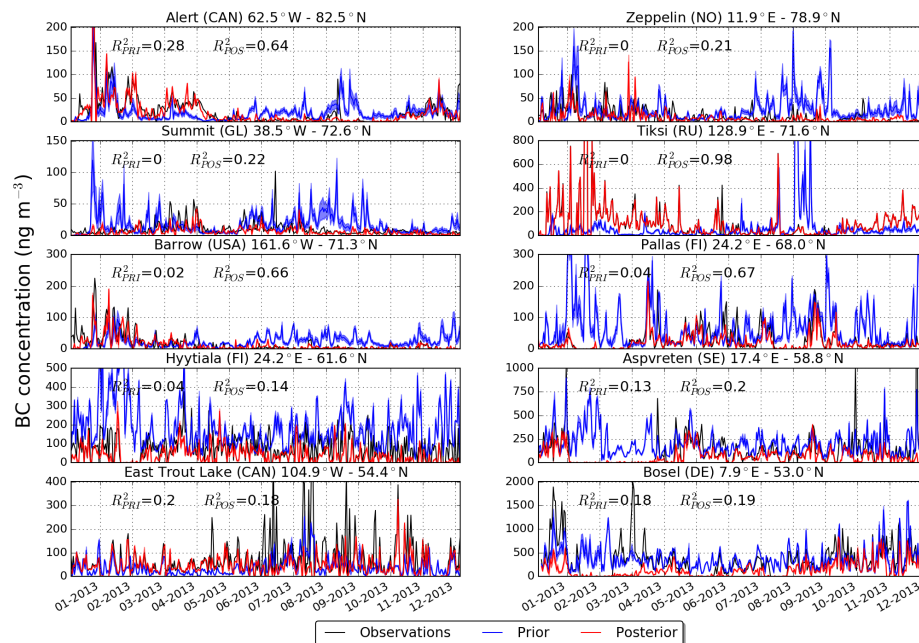 Alert (CAN) 62.5°W - 82.5°N
Zeppelin (NO) 11.9°E - 78.9°N
200
150
100
50
0
R²PRI=0.28 R²POS=0.64
200
150
100
50
0
R²PRI=0 R²POS=0.21
Summit (GL) 38.5°W - 72.6°N
Tiksi (RU) 128.9°E - 71.6°N
150
100
50
0
R²PRI=0 R²POS=0.22
800
600
400
200
0
R²PRI=0 R²POS=0.98
Barrow (USA) 161.6°W - 71.3°N
Pallas (FI) 24.2°E - 68.0°N
300
200
100
0
R²PRI=0.02 R²POS=0.66
300
200
100
0
R²PRI=0.04 R²POS=0.67
Hyytiala (FI) 24.2°E - 61.6°N
Aspvreten (SE) 17.4°E - 58.8°N
500
400
300
200
100
0
R²PRI=0.04 R²POS=0.14
1000
750
500
250
0
R²PRI=0.13 R²POS=0.2
East Trout Lake (CAN) 104.9°W - 54.4°N
Bosel (DE) 7.9°E - 53.0°N
400
300
200
100
0
R²PRI=0.2 R²POS=0.18
2000
1500
1000
500
0
R²PRI=0.18 R²POS=0.19
BC concentration (ng m⁻³)
01-2013 02-2013 03-2013 04-2013 05-2013 06-2013 07-2013 08-2013 09-2013 10-2013 11-2013 12-2013
01-2013 02-2013 03-2013 04-2013 05-2013 06-2013 07-2013 08-2013 09-2013 10-2013 11-2013 12-2013
Observations Prior Posterior